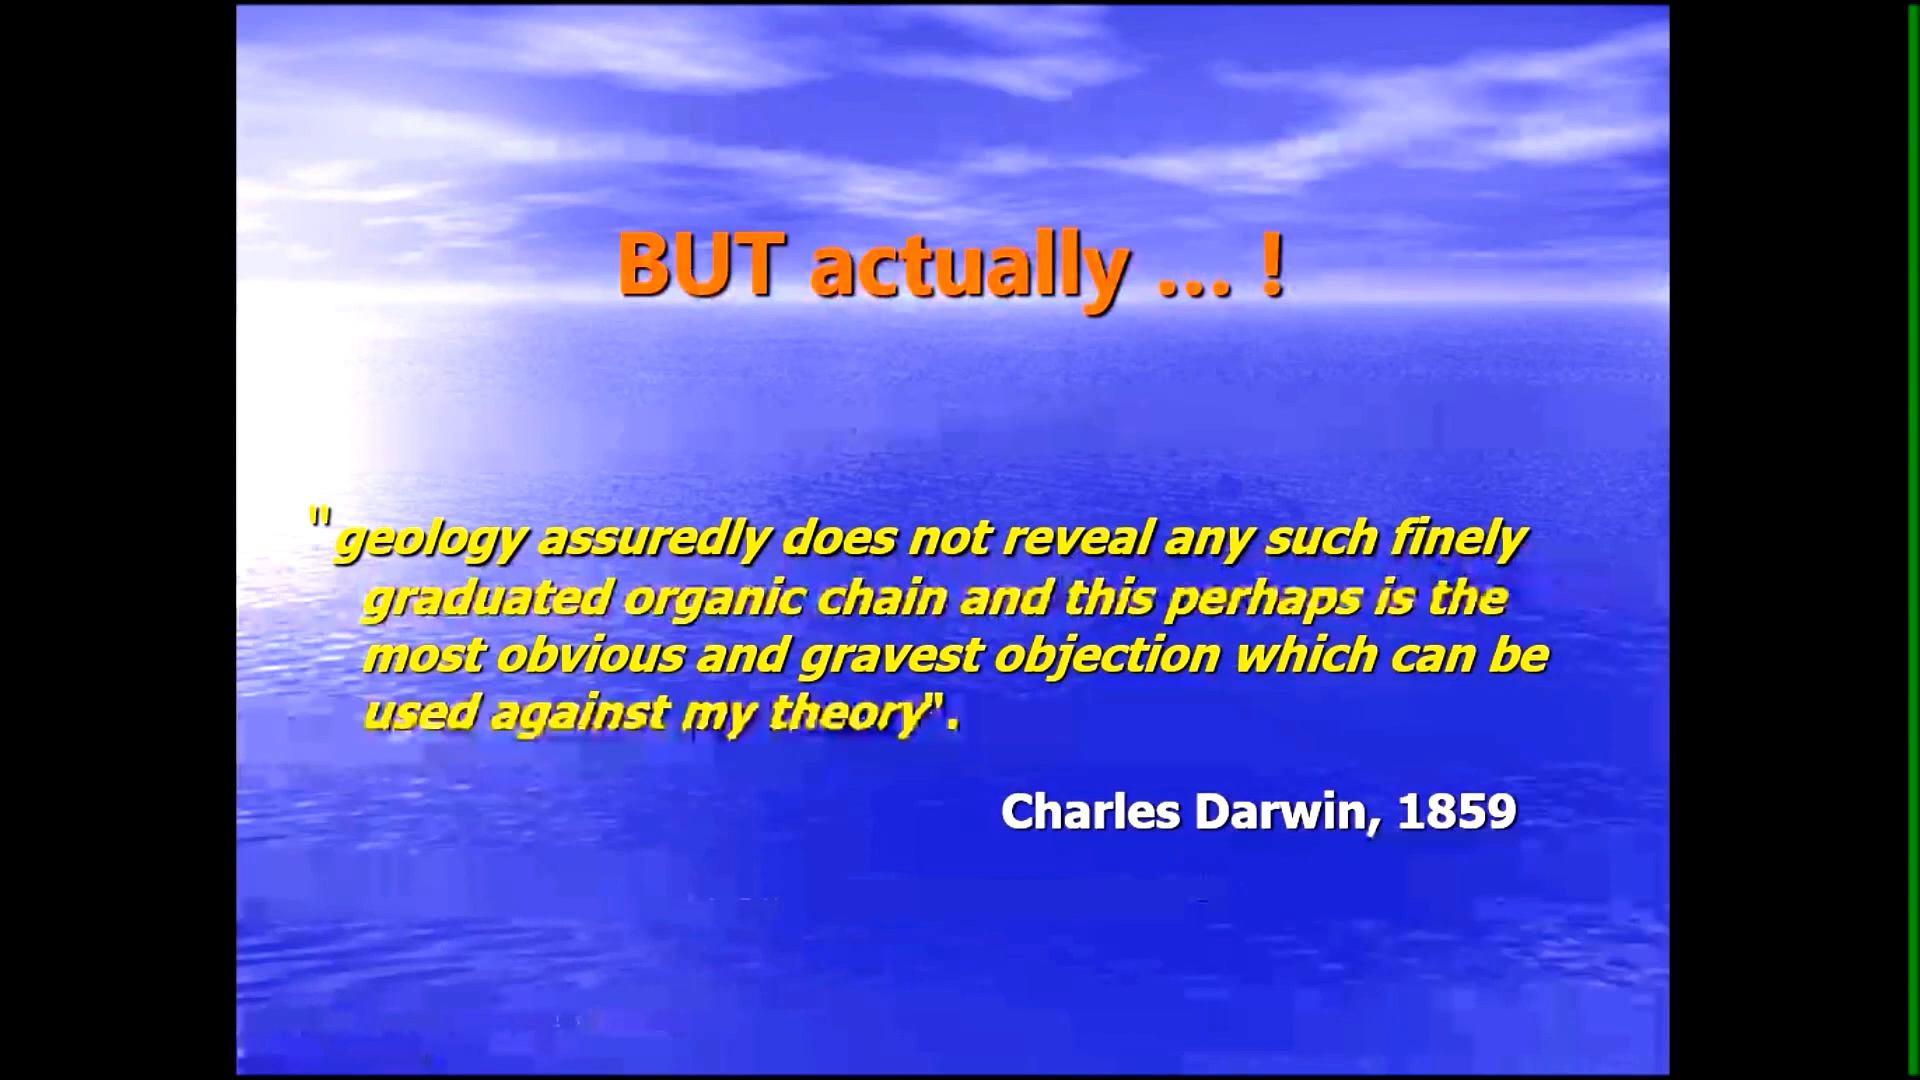 BUT actually ... !
"geology assuredly does not reveal any such finely
graduated organic chain and this perhaps is the
most obvious and gravest objection which can be
used against my theory".
Charles Darwin, 1859